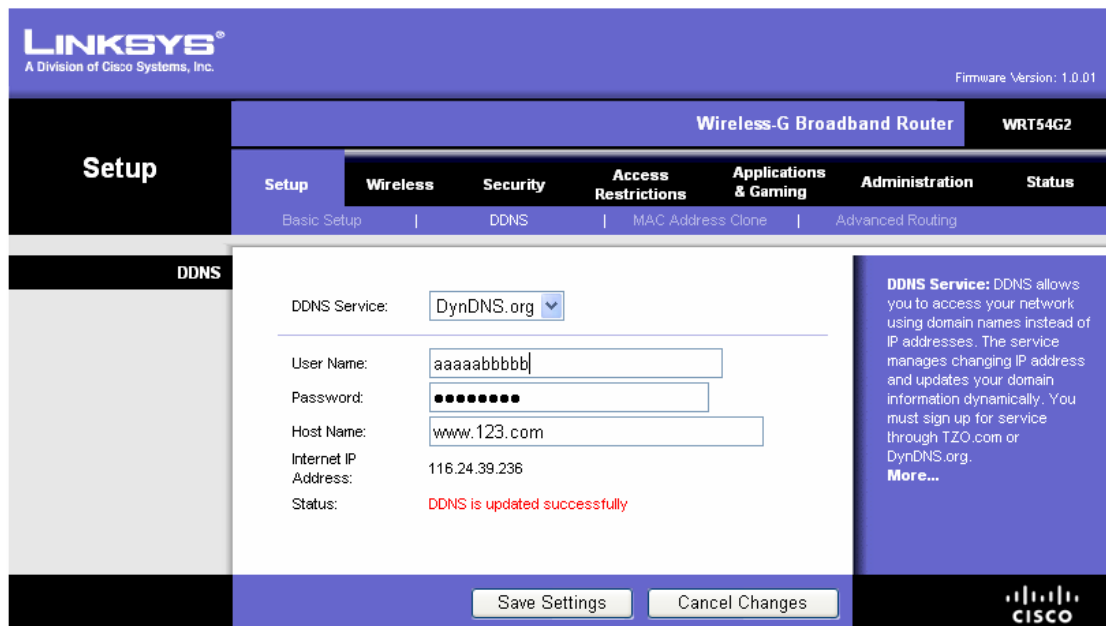 LINKSYS®
A Division of Cisco Systems, Inc.
Firmware Version: 1.0.01
Wireless-G Broadband Router
WRT54G2
Setup
Setup
Wireless
Security
Access Restrictions
Applications & Gaming
Administration
Status
Basic Setup | DDNS | MAC Address Clone | Advanced Routing
DDNS
DDNS Service: DynDNS.org
User Name: aaaaabbbbb
Password: ●●●●●●●●
Host Name: www.123.com
Internet IP
Address: 116.24.39.236
Status: DDNS is updated successfully
DDNS Service: DDNS allows
you to access your network
using domain names instead of
IP addresses. The service
manages changing IP address
and updates your domain
information dynamically. You
must sign up for service
through TZO.com or
DynDNS.org.
More...
Save Settings
Cancel Changes
CISCO